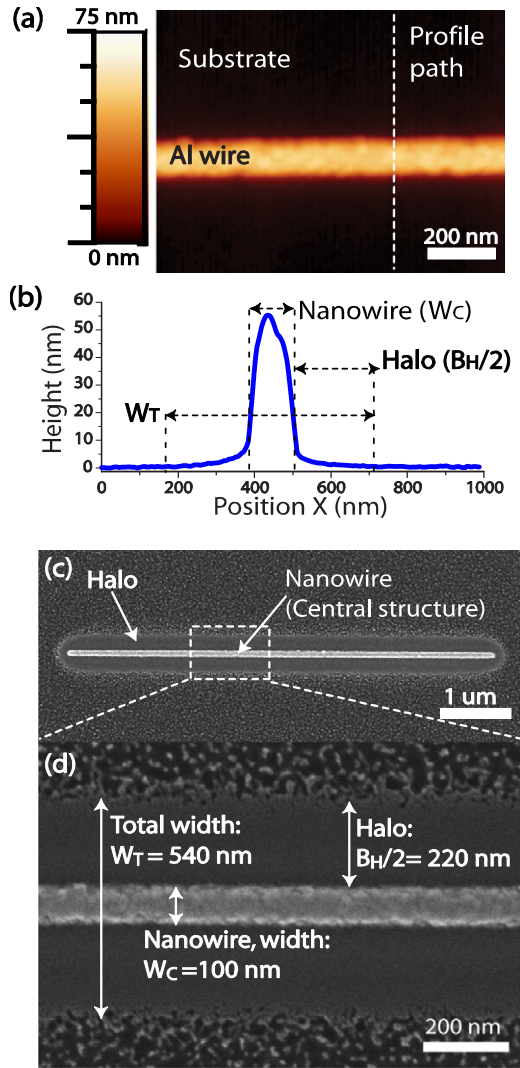 (a)
75 nm
0 nm
Substrate
Profile
path
Al wire
200 nm
(b)
Height (nm)
60
50
40
30
20
10
0
Nanowire (WC)
Halo (BH/2)
WT
0
200
400
600
800
1000
Position X (nm)
(c)
Halo
Nanowire
(Central structure)
1 um
(d)
Total width:
WT = 540 nm
Halo:
BH/2= 220 nm
Nanowire, width:
WC =100 nm
200 nm